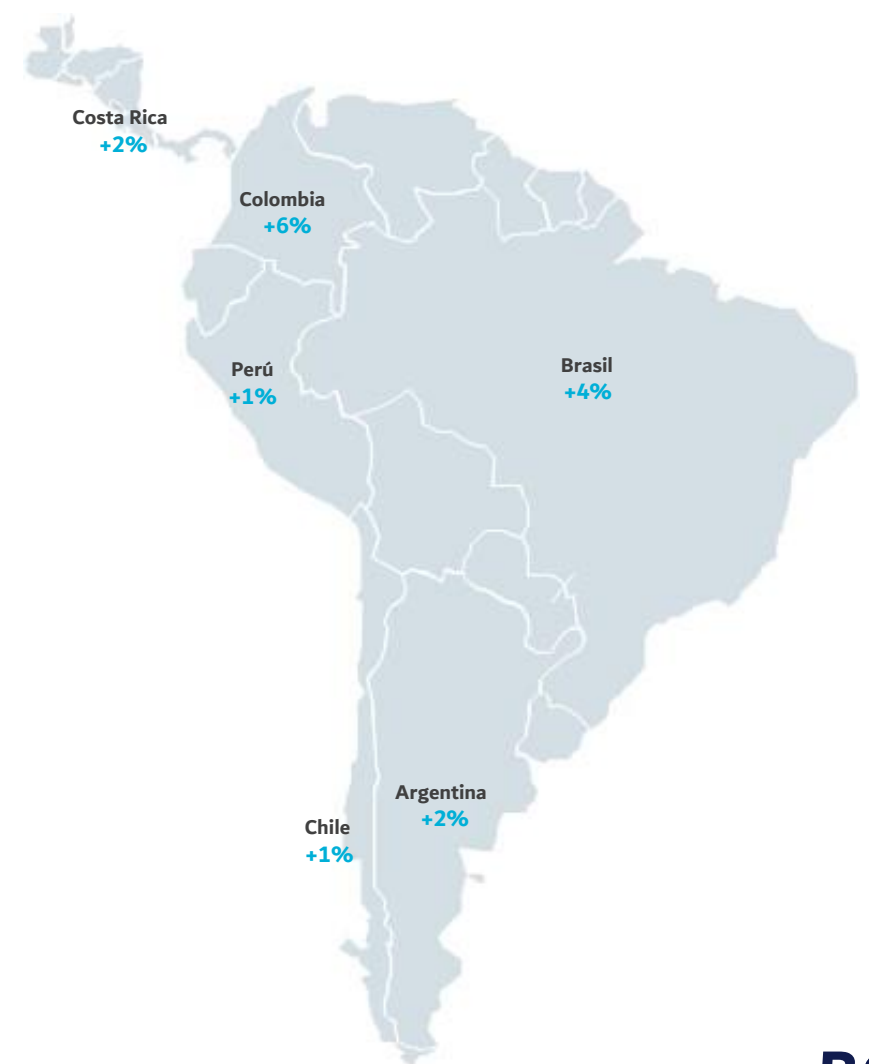 Costa Rica
+2%
Colombia
+6%
Perú
+1%
Brasil
+4%
Argentina
+2%
Chile
+1%